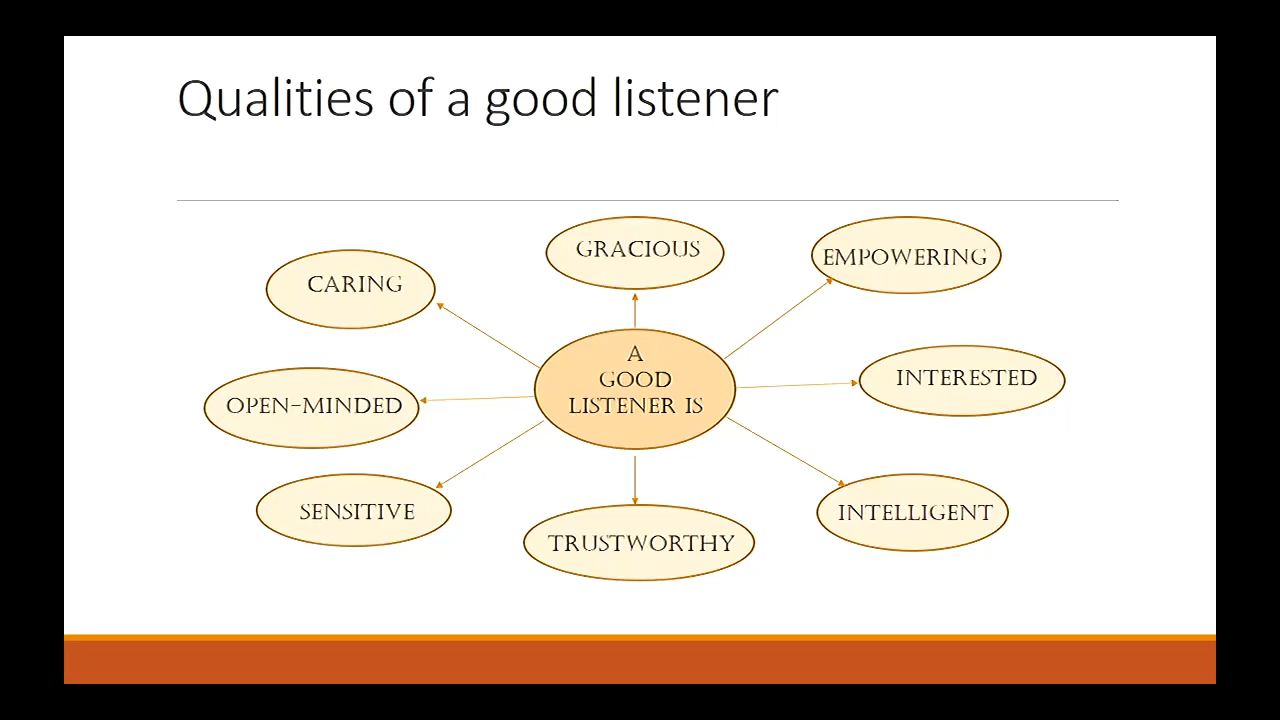 Qualities of a good listener
GRACIOUS
EMPOWERING
CARING
A
GOOD
LISTENER IS
INTERESTED
OPEN-MINDED
SENSITIVE
INTELLIGENT
TRUSTWORTHY